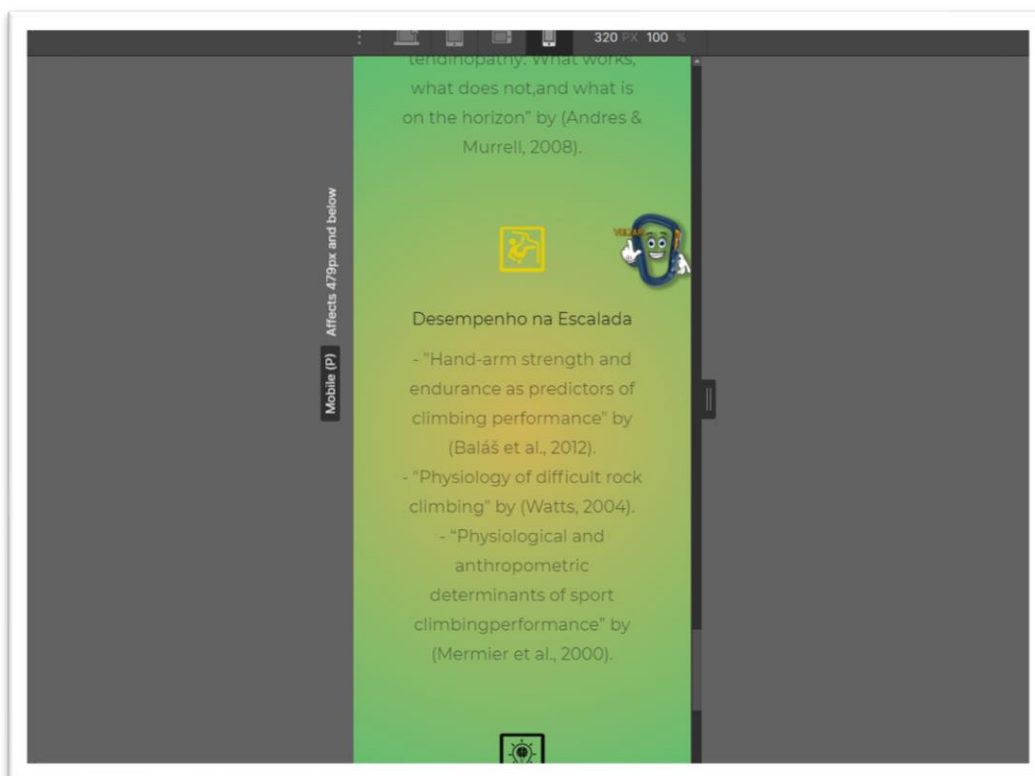 320 PX 100 %
tendinopathy. What works,
what does not,and what is
on the horizon" by (Andres &
Murrell, 2008).
Mobile (P) Affects 479px and below
Desempenho na Escalada
- "Hand-arm strength and
endurance as predictors of
climbing performance" by
(Baláš et al., 2012).
- "Physiology of difficult rock
climbing" by (Watts, 2004).
- “Physiological and
anthropometric
determinants of sport
climbingperformance” by
(Mermier et al., 2000).